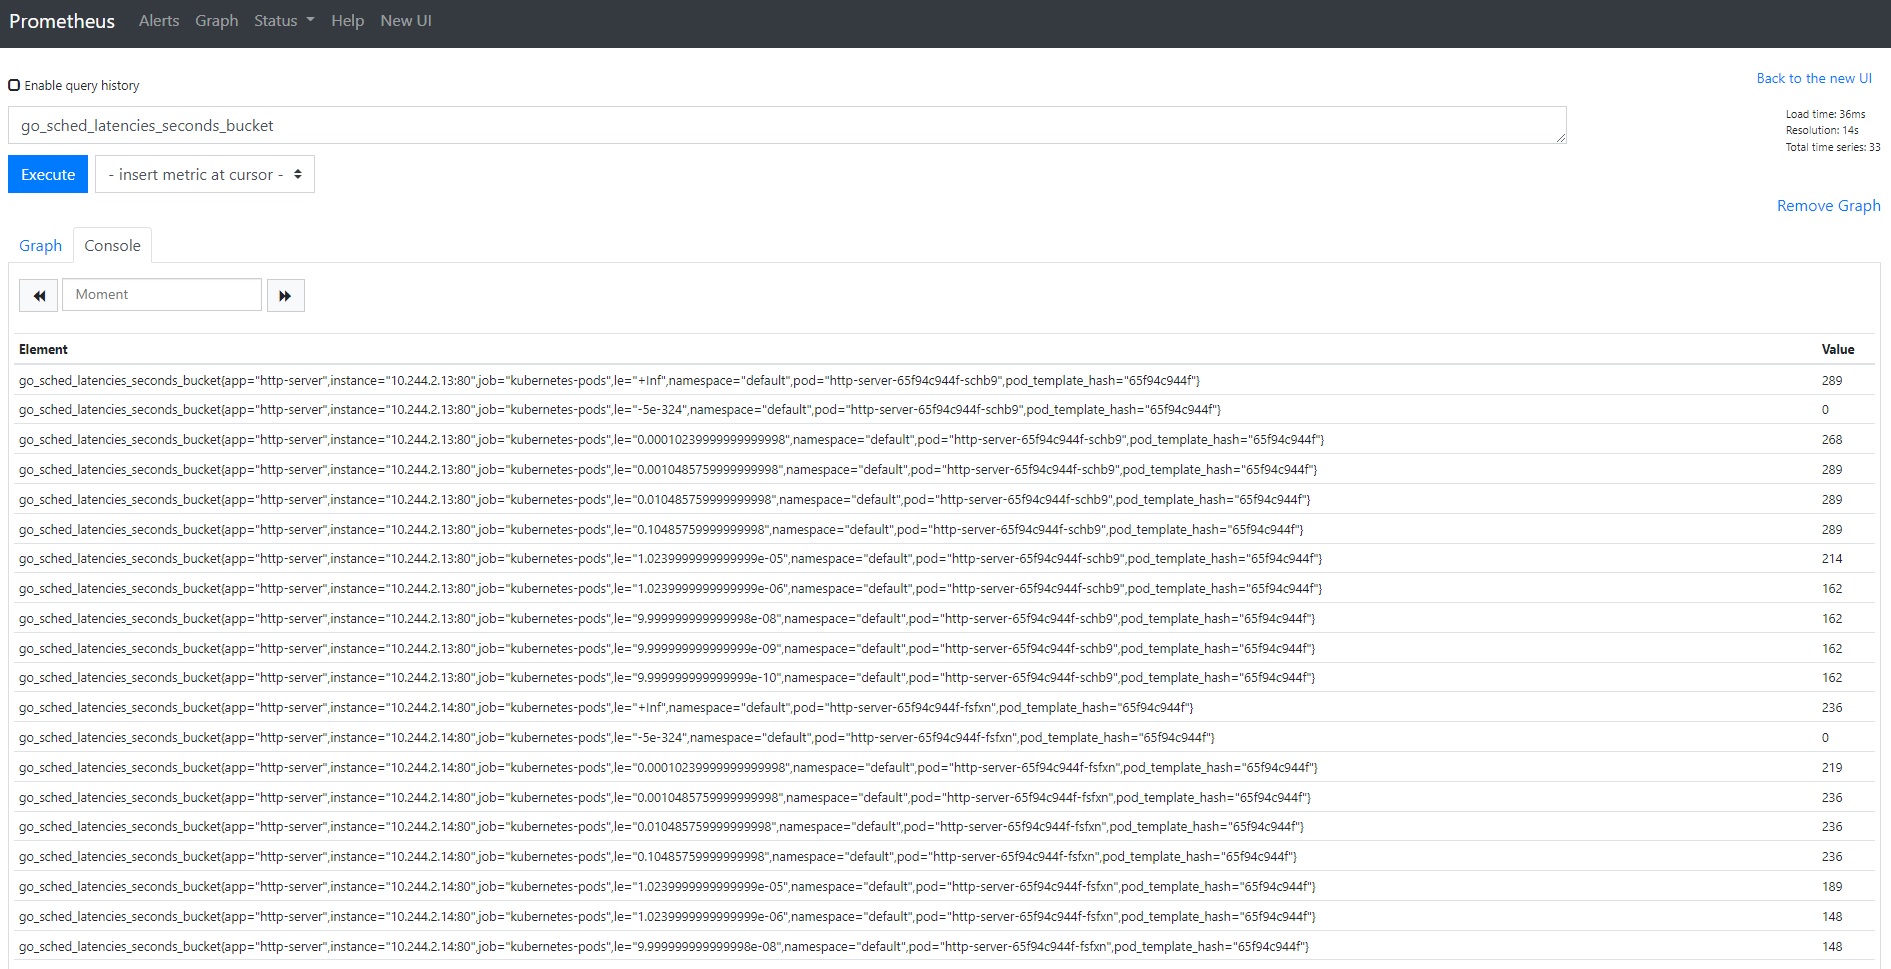 Prometheus Alerts Graph Status Help New UI
Enable query history
Back to the new UI
go_sched_latencies_seconds_bucket
Load time: 36ms
Resolution: 14s
Total time series: 33
Execute - insert metric at cursor -
Remove Graph
Graph Console
Moment
Element Value
go_sched_latencies_seconds_bucket{app="http-server",instance="10.244.2.13:80",job="kubernetes-pods",le="+Inf",namespace="default",pod="http-server-65f94c944f-schb9",pod_template_hash="65f94c944f"} 289
go_sched_latencies_seconds_bucket{app="http-server",instance="10.244.2.13:80",job="kubernetes-pods",le="-5e-324",namespace="default",pod="http-server-65f94c944f-schb9",pod_template_hash="65f94c944f"} 0
go_sched_latencies_seconds_bucket{app="http-server",instance="10.244.2.13:80",job="kubernetes-pods",le="0.00010239999999999998",namespace="default",pod="http-server-65f94c944f-schb9",pod_template_hash="65f94c944f"} 268
go_sched_latencies_seconds_bucket{app="http-server",instance="10.244.2.13:80",job="kubernetes-pods",le="0.0010485759999999998",namespace="default",pod="http-server-65f94c944f-schb9",pod_template_hash="65f94c944f"} 289
go_sched_latencies_seconds_bucket{app="http-server",instance="10.244.2.13:80",job="kubernetes-pods",le="0.010485759999999998",namespace="default",pod="http-server-65f94c944f-schb9",pod_template_hash="65f94c944f"} 289
go_sched_latencies_seconds_bucket{app="http-server",instance="10.244.2.13:80",job="kubernetes-pods",le="0.10485759999999998",namespace="default",pod="http-server-65f94c944f-schb9",pod_template_hash="65f94c944f"} 289
go_sched_latencies_seconds_bucket{app="http-server",instance="10.244.2.13:80",job="kubernetes-pods",le="1.0239999999999999e-05",namespace="default",pod="http-server-65f94c944f-schb9",pod_template_hash="65f94c944f"} 214
go_sched_latencies_seconds_bucket{app="http-server",instance="10.244.2.13:80",job="kubernetes-pods",le="1.0239999999999999e-06",namespace="default",pod="http-server-65f94c944f-schb9",pod_template_hash="65f94c944f"} 162
go_sched_latencies_seconds_bucket{app="http-server",instance="10.244.2.13:80",job="kubernetes-pods",le="9.999999999999998e-08",namespace="default",pod="http-server-65f94c944f-schb9",pod_template_hash="65f94c944f"} 162
go_sched_latencies_seconds_bucket{app="http-server",instance="10.244.2.13:80",job="kubernetes-pods",le="9.999999999999999e-09",namespace="default",pod="http-server-65f94c944f-schb9",pod_template_hash="65f94c944f"} 162
go_sched_latencies_seconds_bucket{app="http-server",instance="10.244.2.13:80",job="kubernetes-pods",le="9.999999999999999e-10",namespace="default",pod="http-server-65f94c944f-schb9",pod_template_hash="65f94c944f"} 162
go_sched_latencies_seconds_bucket{app="http-server",instance="10.244.2.14:80",job="kubernetes-pods",le="+Inf",namespace="default",pod="http-server-65f94c944f-fsfxn",pod_template_hash="65f94c944f"} 236
go_sched_latencies_seconds_bucket{app="http-server",instance="10.244.2.14:80",job="kubernetes-pods",le="-5e-324",namespace="default",pod="http-server-65f94c944f-fsfxn",pod_template_hash="65f94c944f"} 0
go_sched_latencies_seconds_bucket{app="http-server",instance="10.244.2.14:80",job="kubernetes-pods",le="0.00010239999999999998",namespace="default",pod="http-server-65f94c944f-fsfxn",pod_template_hash="65f94c944f"} 219
go_sched_latencies_seconds_bucket{app="http-server",instance="10.244.2.14:80",job="kubernetes-pods",le="0.0010485759999999998",namespace="default",pod="http-server-65f94c944f-fsfxn",pod_template_hash="65f94c944f"} 236
go_sched_latencies_seconds_bucket{app="http-server",instance="10.244.2.14:80",job="kubernetes-pods",le="0.010485759999999998",namespace="default",pod="http-server-65f94c944f-fsfxn",pod_template_hash="65f94c944f"} 236
go_sched_latencies_seconds_bucket{app="http-server",instance="10.244.2.14:80",job="kubernetes-pods",le="0.10485759999999998",namespace="default",pod="http-server-65f94c944f-fsfxn",pod_template_hash="65f94c944f"} 236
go_sched_latencies_seconds_bucket{app="http-server",instance="10.244.2.14:80",job="kubernetes-pods",le="1.0239999999999999e-05",namespace="default",pod="http-server-65f94c944f-fsfxn",pod_template_hash="65f94c944f"} 189
go_sched_latencies_seconds_bucket{app="http-server",instance="10.244.2.14:80",job="kubernetes-pods",le="1.0239999999999999e-06",namespace="default",pod="http-server-65f94c944f-fsfxn",pod_template_hash="65f94c944f"} 148
go_sched_latencies_seconds_bucket{app="http-server",instance="10.244.2.14:80",job="kubernetes-pods",le="9.999999999999998e-08",namespace="default",pod="http-server-65f94c944f-fsfxn",pod_template_hash="65f94c944f"} 148